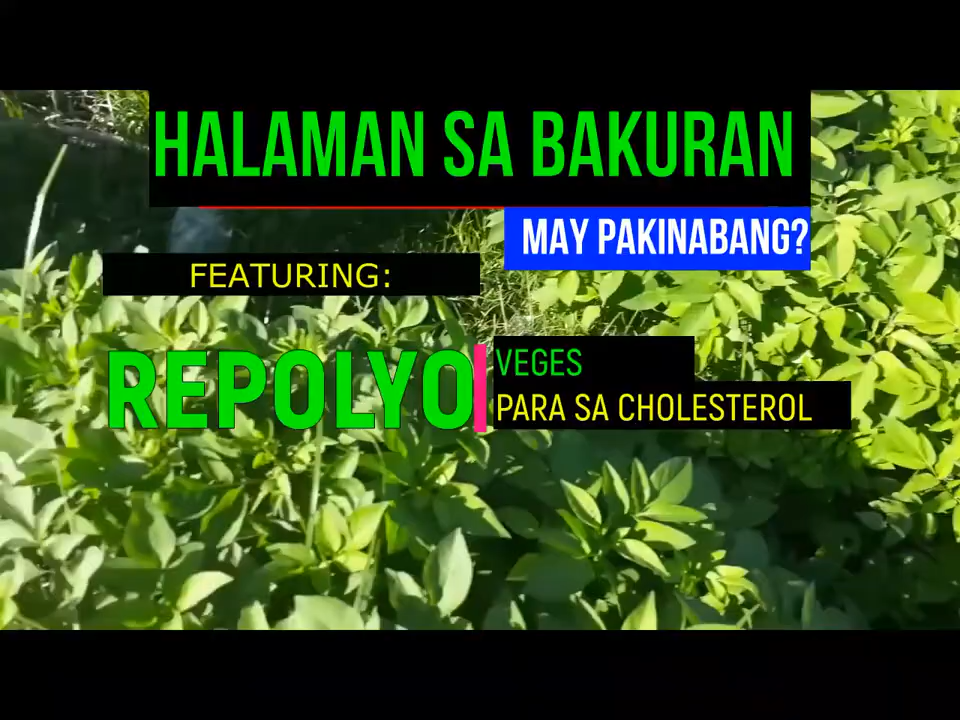 HALAMAN SA BAKURAN
MAY PAKINABANG?
FEATURING:
REPOLYO
VEGES
PARA SA CHOLESTEROL